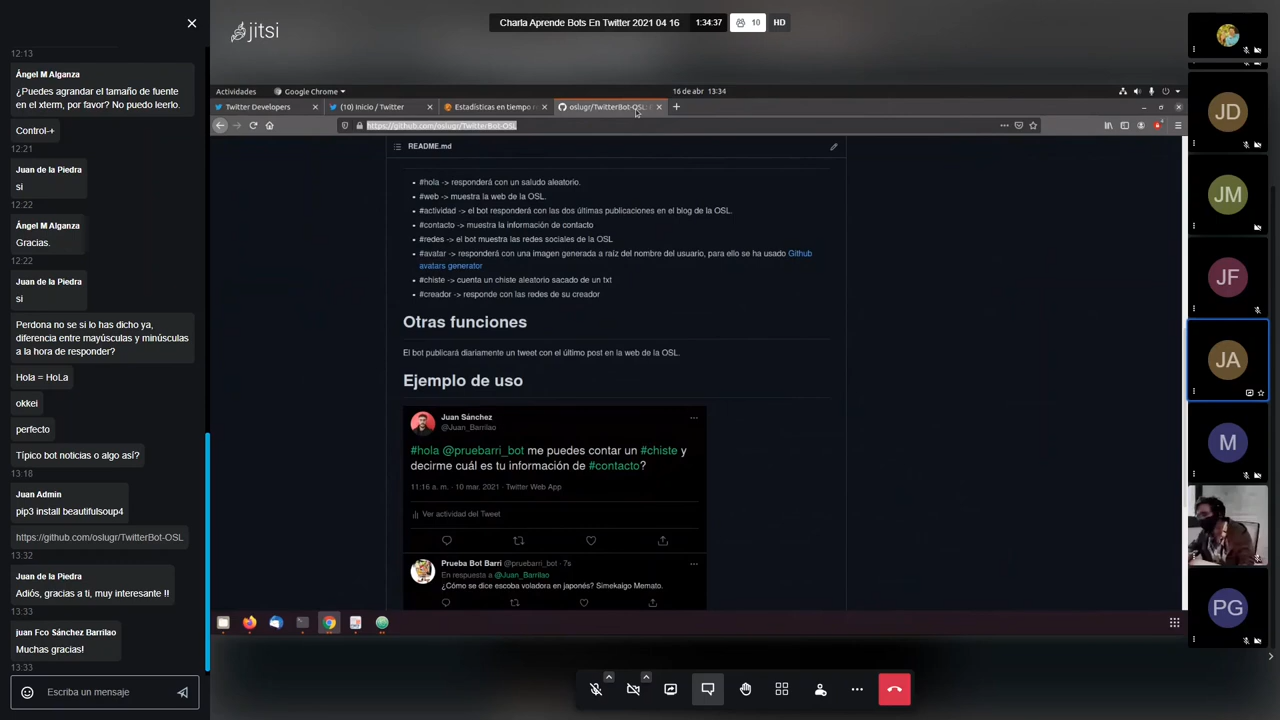 12:13
Ángel M Alganza
¿Puedes agrandar el tamaño de fuente
en el xterm, por favor? No puedo leerlo.
Control-+
12:21
Juan de la Piedra
si
12:22
Ángel M Alganza
Gracias.
12:22
Juan de la Piedra
si
Perdona no se si lo has dicho ya,
diferencia entre mayúsculas y minúsculas
a la hora de responder?
Hola = HoLa
okkei
perfecto
Típico bot noticias o algo así?
13:18
Juan Admin
pip3 install beautifulsoup4
https://github.com/oslugr/TwitterBot-OSL
13:32
Juan de la Piedra
Adiós, gracias a ti, muy interesante !!
13:33
juan Fco Sánchez Barrilao
Muchas gracias!
13:33
Escriba un mensaje
jitsi
Charla Aprende Bots En Twitter 2021 04 16
1:34:37
10
HD
Actividades
Google Chrome
16 de abr 13:34
Twitter Developers
(10) Inicio / Twitter
Estadísticas en tiempo r
oslugr/TwitterBot-OSL:
https://github.com/oslugr/TwitterBot-OSL
README.md
#hola -> responderá con un saludo aleatorio.
#web -> muestra la web de la OSL.
#actividad -> el bot responderá con las dos últimas publicaciones en el blog de la OSL.
#contacto -> muestra la información de contacto
#redes -> el bot muestra las redes sociales de la OSL
#avatar -> responderá con una imagen generada a raíz del nombre del usuario, para ello se ha usado Github
avatars generator
#chiste -> cuenta un chiste aleatorio sacado de un txt
#creador -> responde con las redes de su creador
Otras funciones
El bot publicará diariamente un tweet con el último post en la web de la OSL.
Ejemplo de uso
Juan Sánchez
@Juan_Barrilao
#hola @pruebarri_bot me puedes contar un #chiste y
decirme cuál es tu información de #contacto?
11:16 a. m. · 10 mar. 2021 · Twitter Web App
Ver actividad del Tweet
Prueba Bot Barri @pruebarri_bot · 7s
En respuesta a @Juan_Barrilao
¿Cómo se dice escoba voladora en japonés? Simekaigo Memato.
JD
JM
JF
JA
M
PG